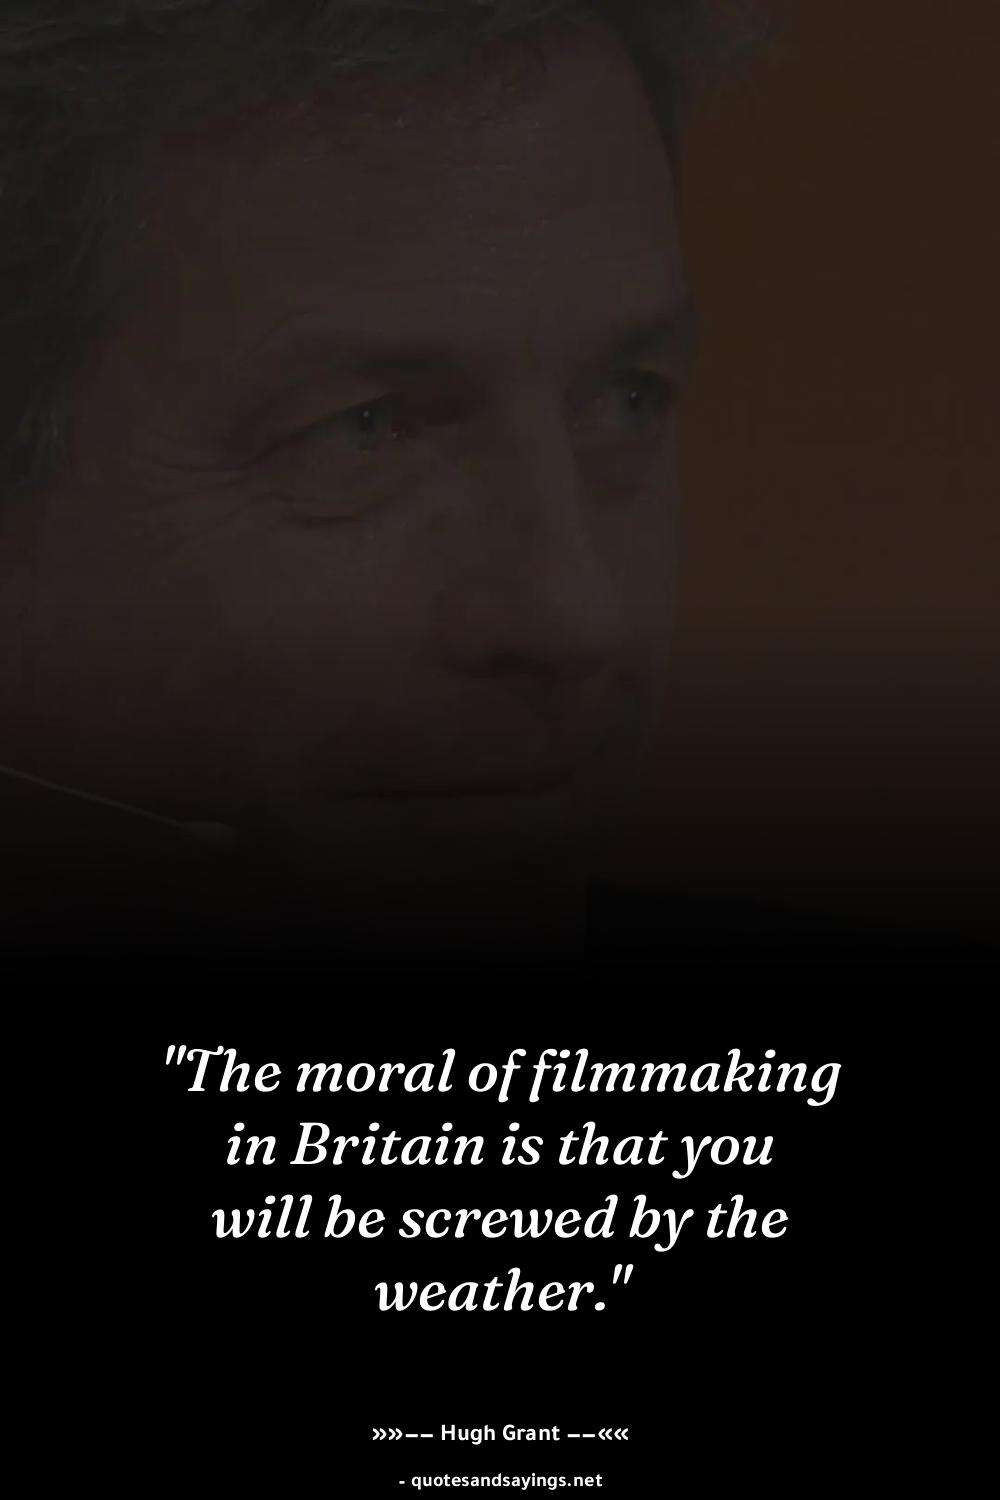 "The moral of filmmaking
in Britain is that you
will be screwed by the
weather."
»»−− Hugh Grant −−««
- quotesandsayings.net